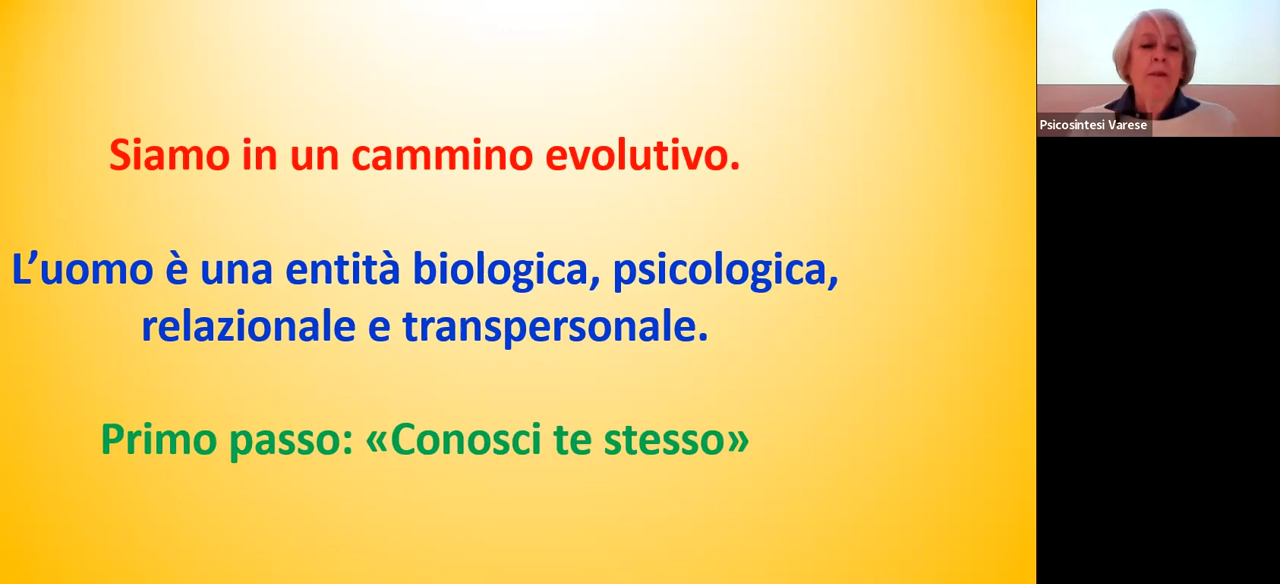 Siamo in un cammino evolutivo.
L’uomo è una entità biologica, psicologica,
relazionale e transpersonale.
Primo passo: «Conosci te stesso»
Psicosintesi Varese